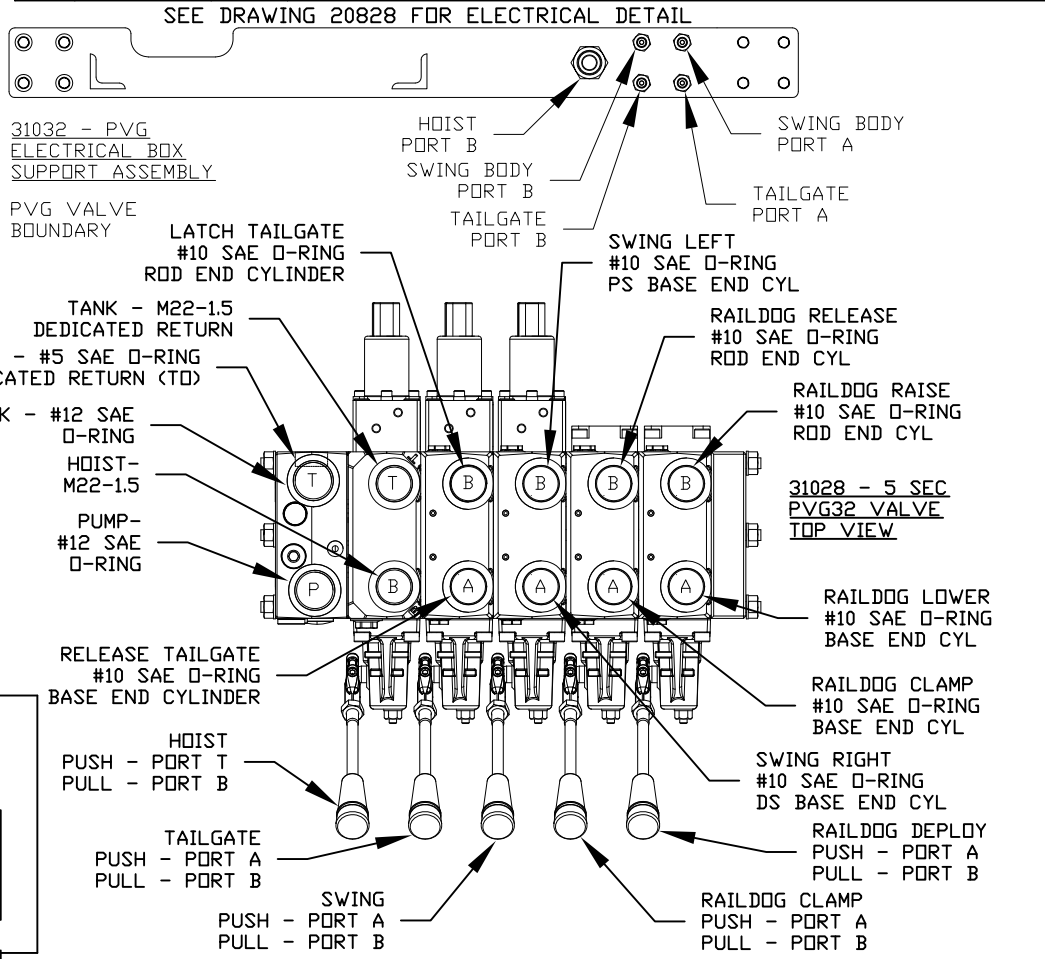 SEE DRAWING 20828 FOR ELECTRICAL DETAIL
31032 - PVG
ELECTRICAL BOX
SUPPORT ASSEMBLY
PVG VALVE
BOUNDARY
HOIST
PORT B
SWING BODY
PORT B
TAILGATE
PORT B
SWING BODY
PORT A
TAILGATE
PORT A
LATCH TAILGATE
#10 SAE O-RING
ROD END CYLINDER
TANK - M22-1.5
DEDICATED RETURN
- #5 SAE O-RING
CATED RETURN (TO)
K - #12 SAE
O-RING
HOIST-
M22-1.5
PUMP-
#12 SAE
O-RING
SWING LEFT
#10 SAE O-RING
PS BASE END CYL
RAILDOG RELEASE
#10 SAE O-RING
ROD END CYL
RAILDOG RAISE
#10 SAE O-RING
ROD END CYL
31028 - 5 SEC
PVG32 VALVE
TOP VIEW
T T B B B B
P B A A A A
RELEASE TAILGATE
#10 SAE O-RING
BASE END CYLINDER
RAILDOG LOWER
#10 SAE O-RING
BASE END CYL
RAILDOG CLAMP
#10 SAE O-RING
BASE END CYL
SWING RIGHT
#10 SAE O-RING
DS BASE END CYL
HOIST
PUSH - PORT T
PULL - PORT B
TAILGATE
PUSH - PORT A
PULL - PORT B
SWING
PUSH - PORT A
PULL - PORT B
RAILDOG CLAMP
PUSH - PORT A
PULL - PORT B
RAILDOG DEPLOY
PUSH - PORT A
PULL - PORT B